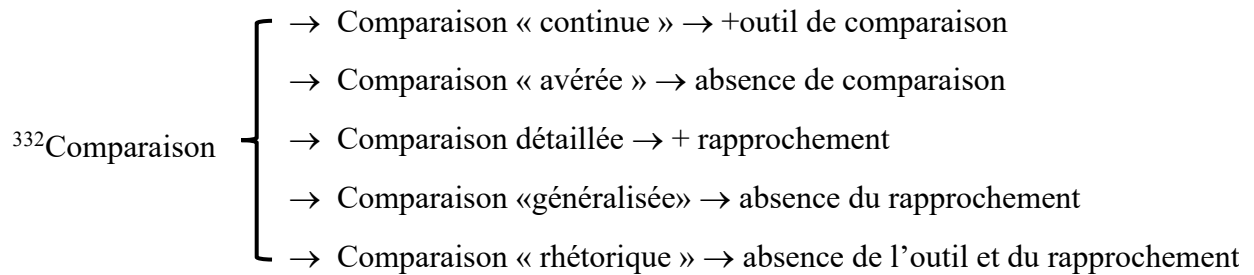 → Comparaison « continue » → +outil de comparaison
→ Comparaison « avérée » → absence de comparaison
332Comparaison → Comparaison détaillée → + rapprochement
→ Comparaison «généralisée» → absence du rapprochement
→ Comparaison « rhétorique » → absence de l’outil et du rapprochement